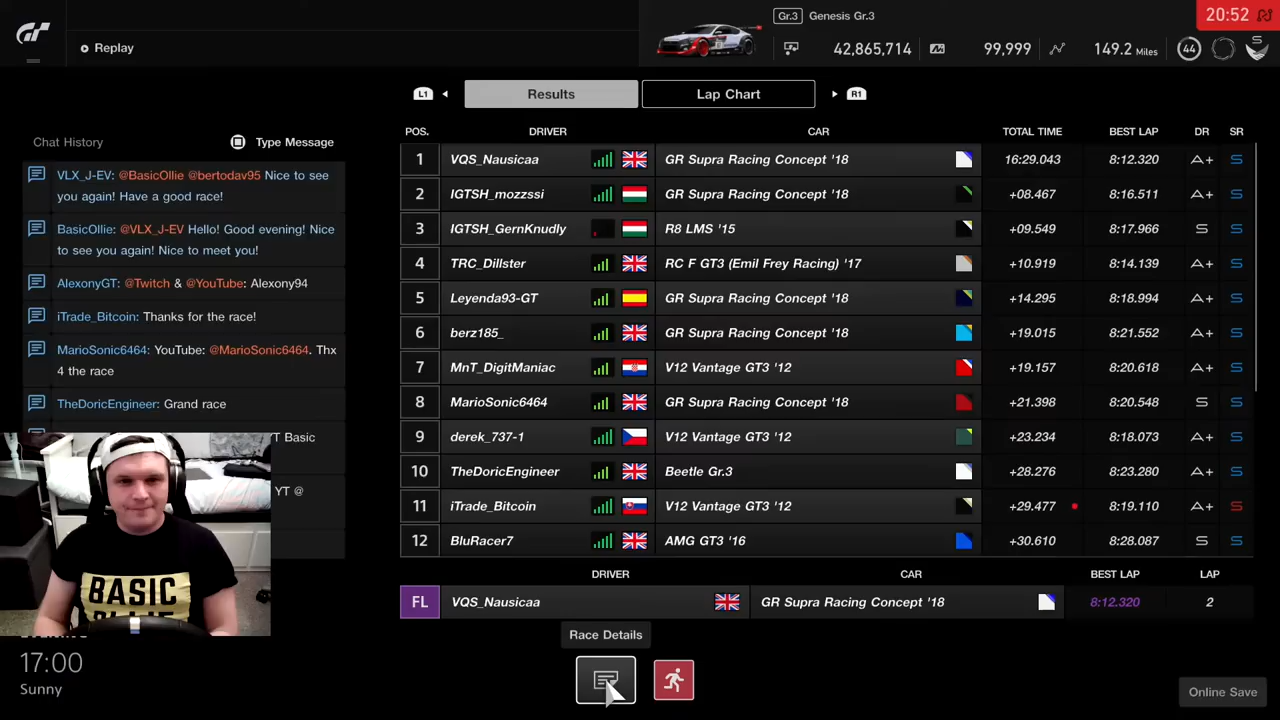 Gr.3 Genesis Gr.3
20:52
Replay
42,865,714
99,999
149.2 Miles
44
S
L1
Results
Lap Chart
R1
Chat History
Type Message
VLX_J-EV: @BasicOllie @bertodav95 Nice to see
you again! Have a good race!
BasicOllie: @VLX_J-EV Hello! Good evening! Nice
to see you again! Nice to meet you!
AlexonyGT: @Twitch & @YouTube: Alexony94
iTrade_Bitcoin: Thanks for the race!
MarioSonic6464: YouTube: @MarioSonic6464. Thx
4 the race
TheDoricEngineer: Grand race
T Basic
YT @
POS. DRIVER CAR TOTAL TIME BEST LAP DR SR
1 VQS_Nausicaa GR Supra Racing Concept '18 16:29.043 8:12.320 A+ S
2 IGTSH_mozzssi GR Supra Racing Concept '18 +08.467 8:16.511 A+ S
3 IGTSH_GernKnudly R8 LMS '15 +09.549 8:17.966 S S
4 TRC_Dillster RC F GT3 (Emil Frey Racing) '17 +10.919 8:14.139 A+ S
5 Leyenda93-GT GR Supra Racing Concept '18 +14.295 8:18.994 A+ S
6 berz185_ GR Supra Racing Concept '18 +19.015 8:21.552 A+ S
7 MnT_DigitManiac V12 Vantage GT3 '12 +19.157 8:20.618 A+ S
8 MarioSonic6464 GR Supra Racing Concept '18 +21.398 8:20.548 S S
9 derek_737-1 V12 Vantage GT3 '12 +23.234 8:18.073 A+ S
10 TheDoricEngineer Beetle Gr.3 +28.276 8:23.280 A+ S
11 iTrade_Bitcoin V12 Vantage GT3 '12 +29.477 8:19.110 A+ S
12 BluRacer7 AMG GT3 '16 +30.610 8:28.087 S S
DRIVER CAR BEST LAP LAP
FL VQS_Nausicaa GR Supra Racing Concept '18 8:12.320 2
BASIC
Race Details
17:00
Sunny
Online Save